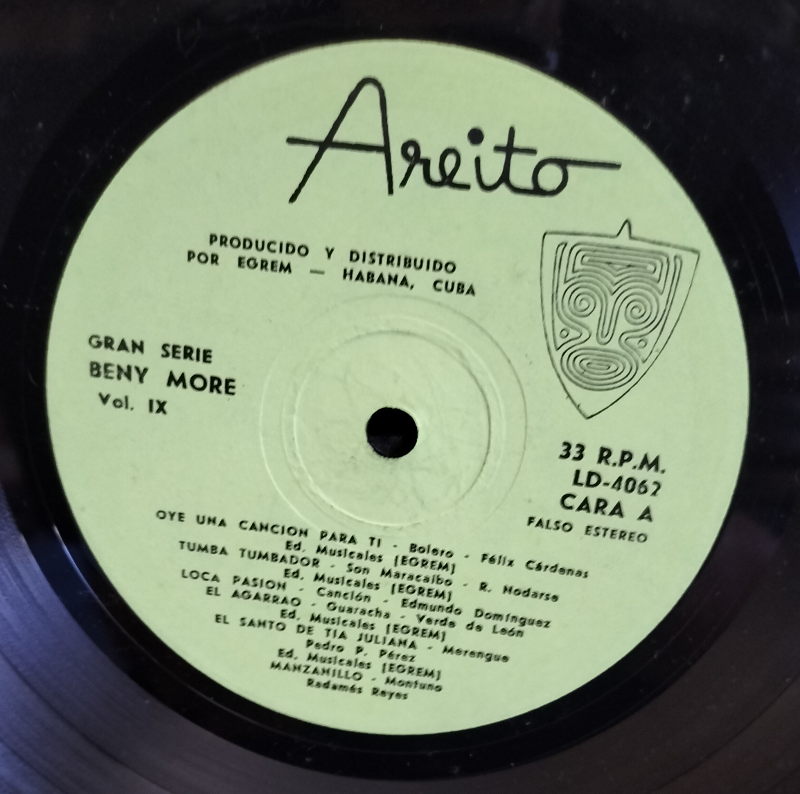 Areito
PRODUCIDO Y DISTRIBUIDO
POR EGREM — HABANA, CUBA
GRAN SERIE
BENY MORE
Vol. IX
33 R.P.M.
LD-4062
CARA A
FALSO ESTEREO
OYE UNA CANCION PARA TI - Bolero - Félix Cárdenas
Ed. Musicales (EGREM)
TUMBA TUMBADOR - Son Maracaibo - R. Nodarse
Ed. Musicales (EGREM)
LOCA PASION - Canción - Edmundo Domínguez
EL AGARRAO - Guaracha - Verde de León
Ed. Musicales (EGREM)
EL SANTO DE TIA JULIANA - Merengue
Pedro P. Pérez
Ed. Musicales (EGREM)
MANZANILLO - Montuno
Radamés Reyes